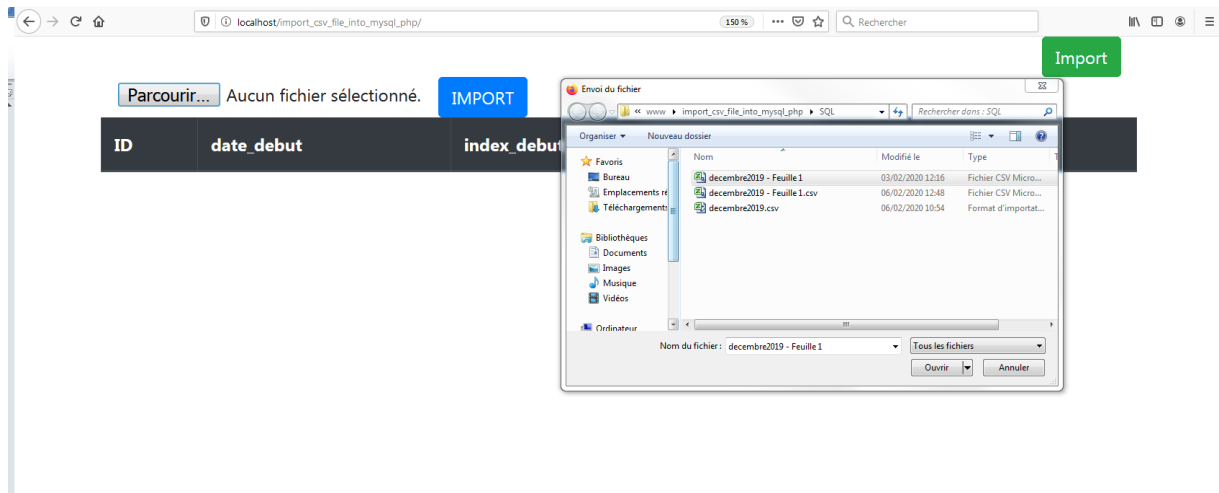 localhost/import_csv_file_into_mysql_php/
150 %
Rechercher
Import
Parcourir... Aucun fichier sélectionné.
IMPORT
ID date_debut index_debut
Envoi du fichier
« www import_csv_file_into_mysql_php SQL
Rechercher dans : SQL
Organiser Nouveau dossier
Nom Modifié le Type
Favoris
Bureau
Emplacements ré
Téléchargements
Bibliothèques
Documents
Images
Musique
Vidéos
Ordinateur
decembre2019 - Feuille 1 03/02/2020 12:16 Fichier CSV Micro...
decembre2019 - Feuille 1.csv 06/02/2020 12:48 Fichier CSV Micro...
decembre2019.csv 06/02/2020 10:54 Format d'importat...
Nom du fichier : decembre2019 - Feuille 1
Tous les fichiers
Ouvrir Annuler